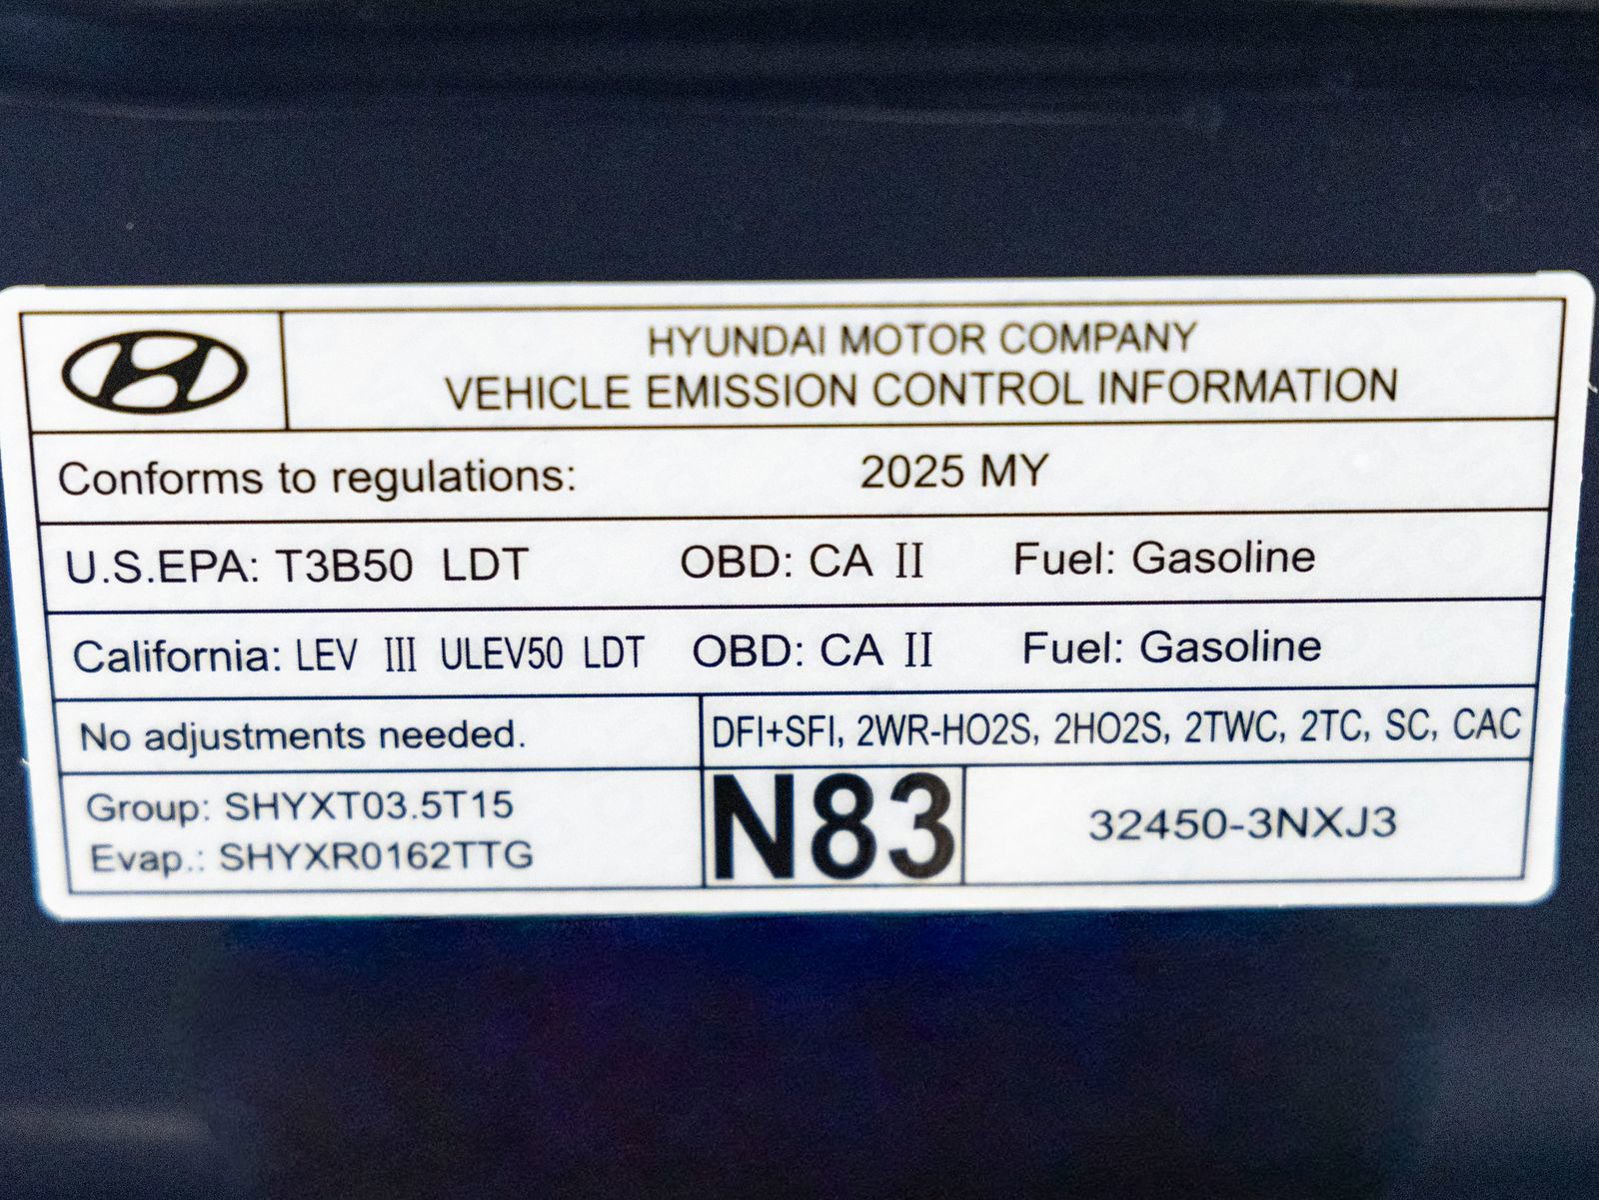 HYUNDAI MOTOR COMPANY
VEHICLE EMISSION CONTROL INFORMATION
Conforms to regulations: 2025 MY
U.S.EPA: T3B50 LDT OBD: CA II Fuel: Gasoline
California: LEV III ULEV50 LDT OBD: CA II Fuel: Gasoline
No adjustments needed. DFI+SFI, 2WR-HO2S, 2HO2S, 2TWC, 2TC, SC, CAC
Group: SHYXT03.5T15
Evap.: SHYXR0162TTG
N83
32450-3NXJ3